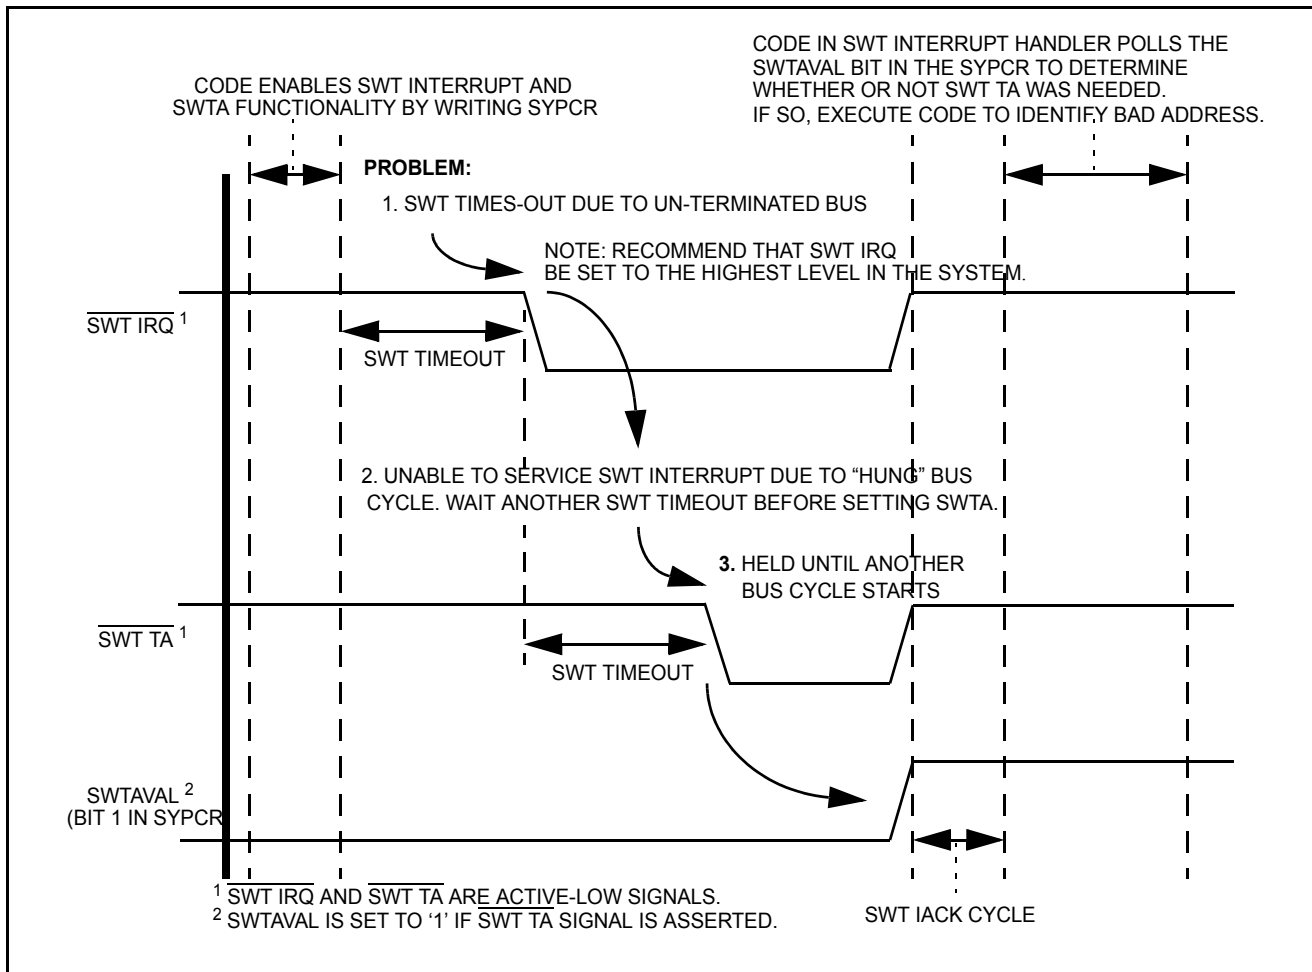 CODE ENABLES SWT INTERRUPT AND
SWTA FUNCTIONALITY BY WRITING SYPCR
CODE IN SWT INTERRUPT HANDLER POLLS THE
SWTAVAL BIT IN THE SYPCR TO DETERMINE
WHETHER OR NOT SWT TA WAS NEEDED.
IF SO, EXECUTE CODE TO IDENTIFY BAD ADDRESS.
PROBLEM:
1. SWT TIMES-OUT DUE TO UN-TERMINATED BUS
NOTE: RECOMMEND THAT SWT IRQ
BE SET TO THE HIGHEST LEVEL IN THE SYSTEM.
SWT IRQ 1
SWT TIMEOUT
2. UNABLE TO SERVICE SWT INTERRUPT DUE TO “HUNG” BUS
CYCLE. WAIT ANOTHER SWT TIMEOUT BEFORE SETTING SWTA.
3. HELD UNTIL ANOTHER
BUS CYCLE STARTS
SWT TA 1
SWT TIMEOUT
SWTAVAL 2
(BIT 1 IN SYPCR
1 SWT IRQ AND SWT TA ARE ACTIVE-LOW SIGNALS.
2 SWTAVAL IS SET TO ‘1’ IF SWT TA SIGNAL IS ASSERTED.
SWT IACK CYCLE